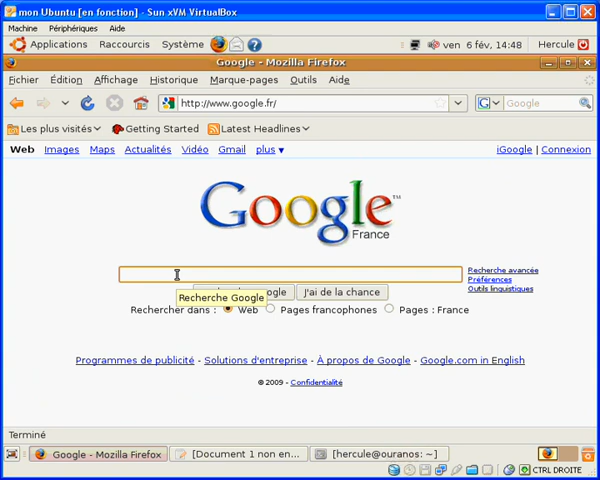 mon Ubuntu [en fonction] - Sun xVM VirtualBox
Machine Périphériques Aide
Applications Raccourcis Système ven 6 fév, 14:48 Hercule
Google - Mozilla Firefox
Fichier Édition Affichage Historique Marque-pages Outils Aide
http://www.google.fr/ G Google
Les plus visités Getting Started Latest Headlines
Web Images Maps Actualités Vidéo Gmail plus ▼ iGoogle | Connexion
Google™
France
Recherche avancée
Préférences
Outils linguistiques
ogle J'ai de la chance
Recherche Google
Rechercher dans : Web Pages francophones Pages : France
Programmes de publicité - Solutions d'entreprise - À propos de Google - Google.com in English
© 2009 - Confidentialité
Terminé
Google - Mozilla Firefox [Document 1 non en... [hercule@ouranos: ~]
CTRL DROITE